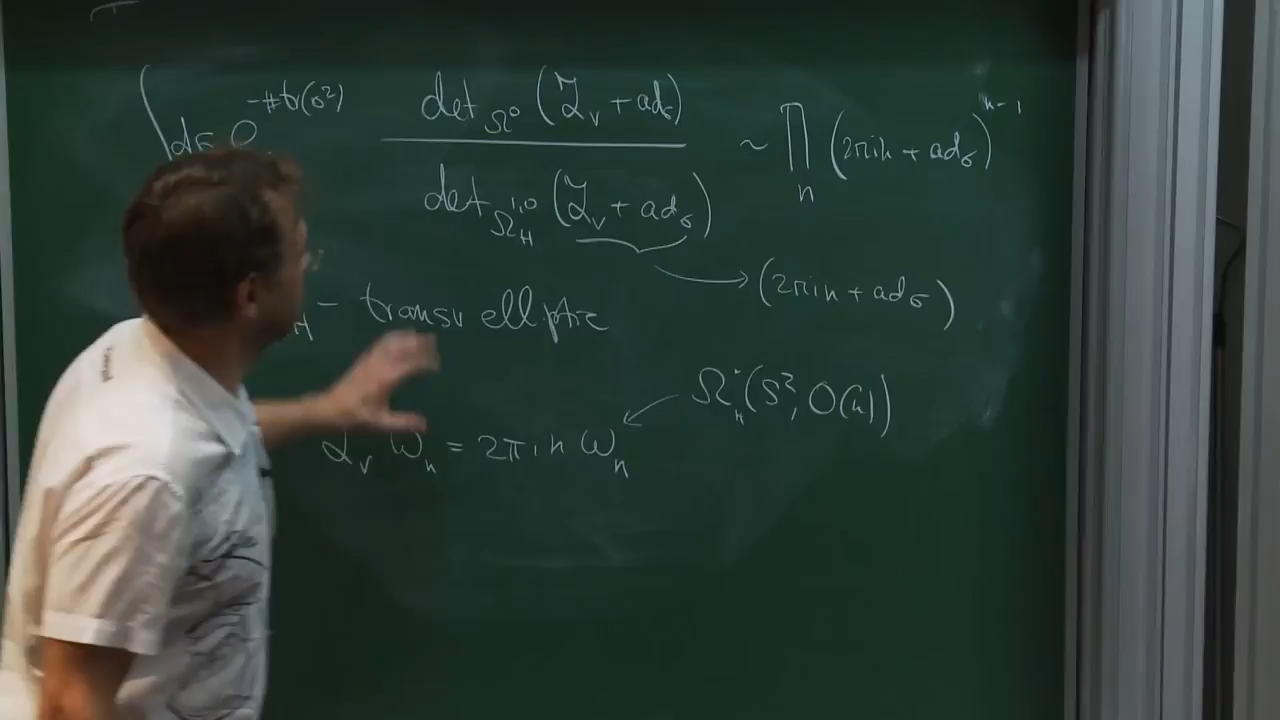 ∫dσ e^{-#tr(σ²)} det_{Ω⁰}(ℒ_v + ad_σ) / det_{Ω_H^{1,0}}(ℒ_v + ad_σ) ~ ∏_n (2πin + ad_σ)^{n-1}
→ (2πin + ad_σ)
H - transv elliptic
Ω_H^•(S², O(n))
ℒ_v ω_n = 2πin ω_n